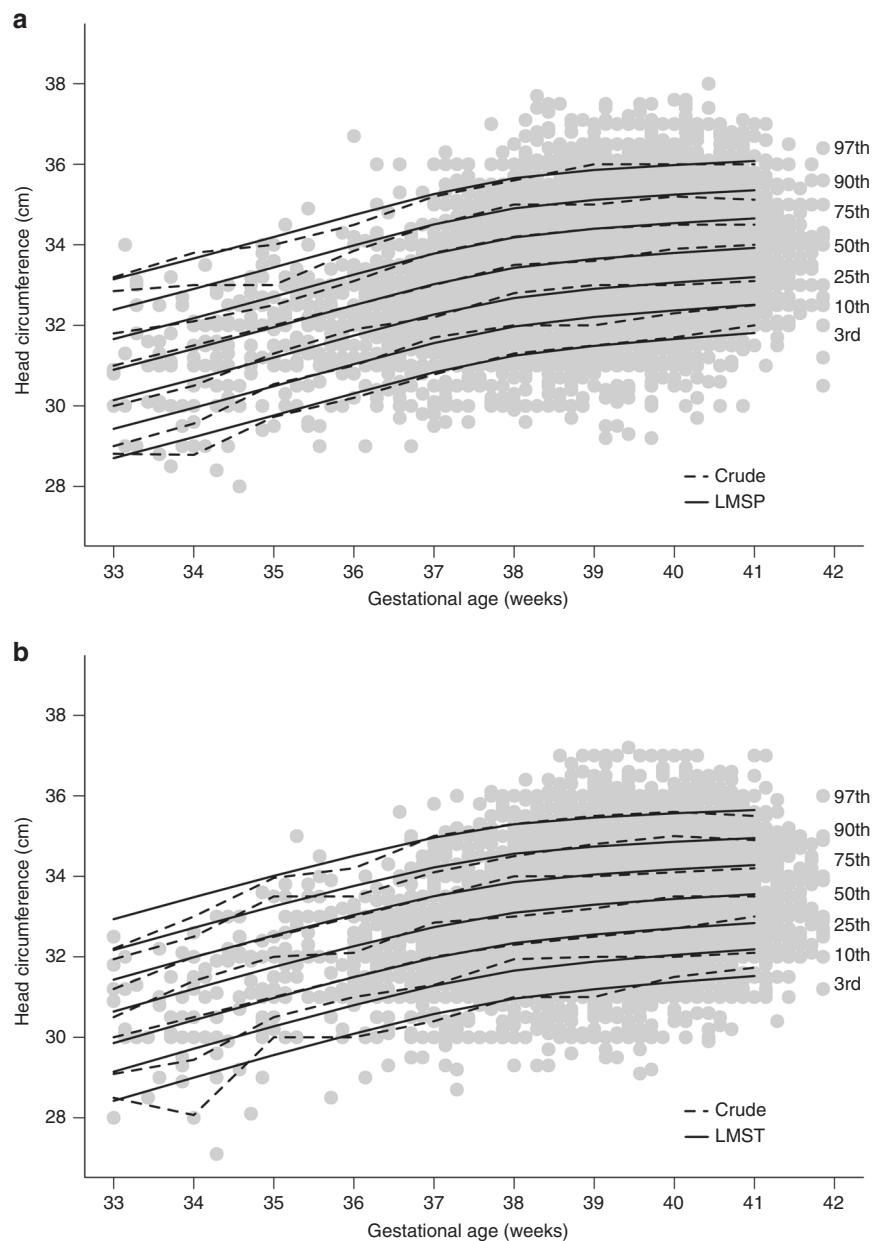 a
38
36
34
32
30
28
Head circumference (cm)
97th
90th
75th
50th
25th
10th
3rd
Crude
LMSP
33 34 35 36 37 38 39 40 41 42
Gestational age (weeks)
b
38
36
34
32
30
28
Head circumference (cm)
97th
90th
75th
50th
25th
10th
3rd
Crude
LMST
33 34 35 36 37 38 39 40 41 42
Gestational age (weeks)